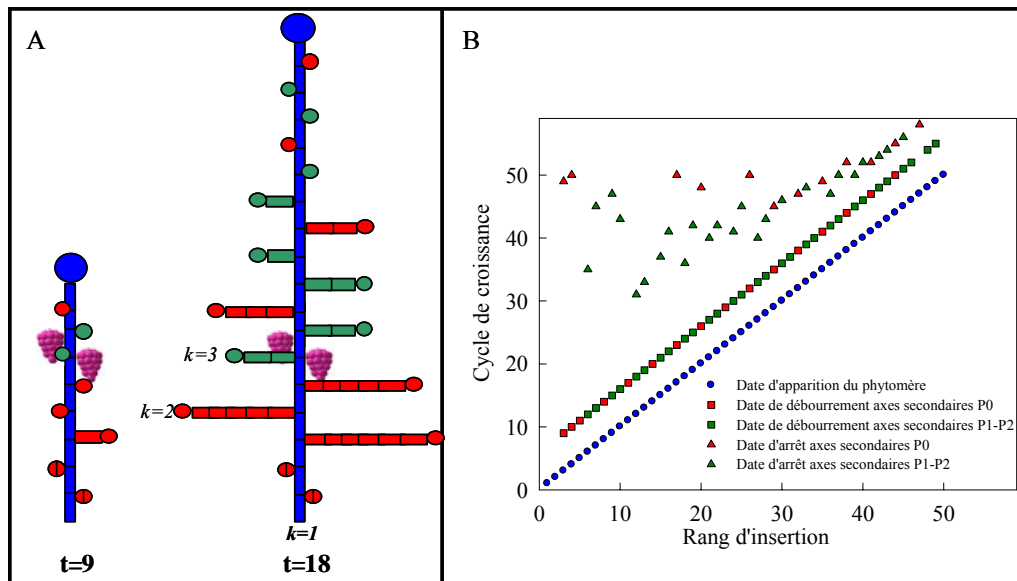 A
k=3
k=2
k=1
t=9
t=18
B
Cycle de croissance
50
40
30
20
10
0
Date d'apparition du phytomère
Date de débourrement axes secondaires P0
Date de débourrement axes secondaires P1-P2
Date d'arrêt axes secondaires P0
Date d'arrêt axes secondaires P1-P2
0
10
20
30
40
50
Rang d'insertion